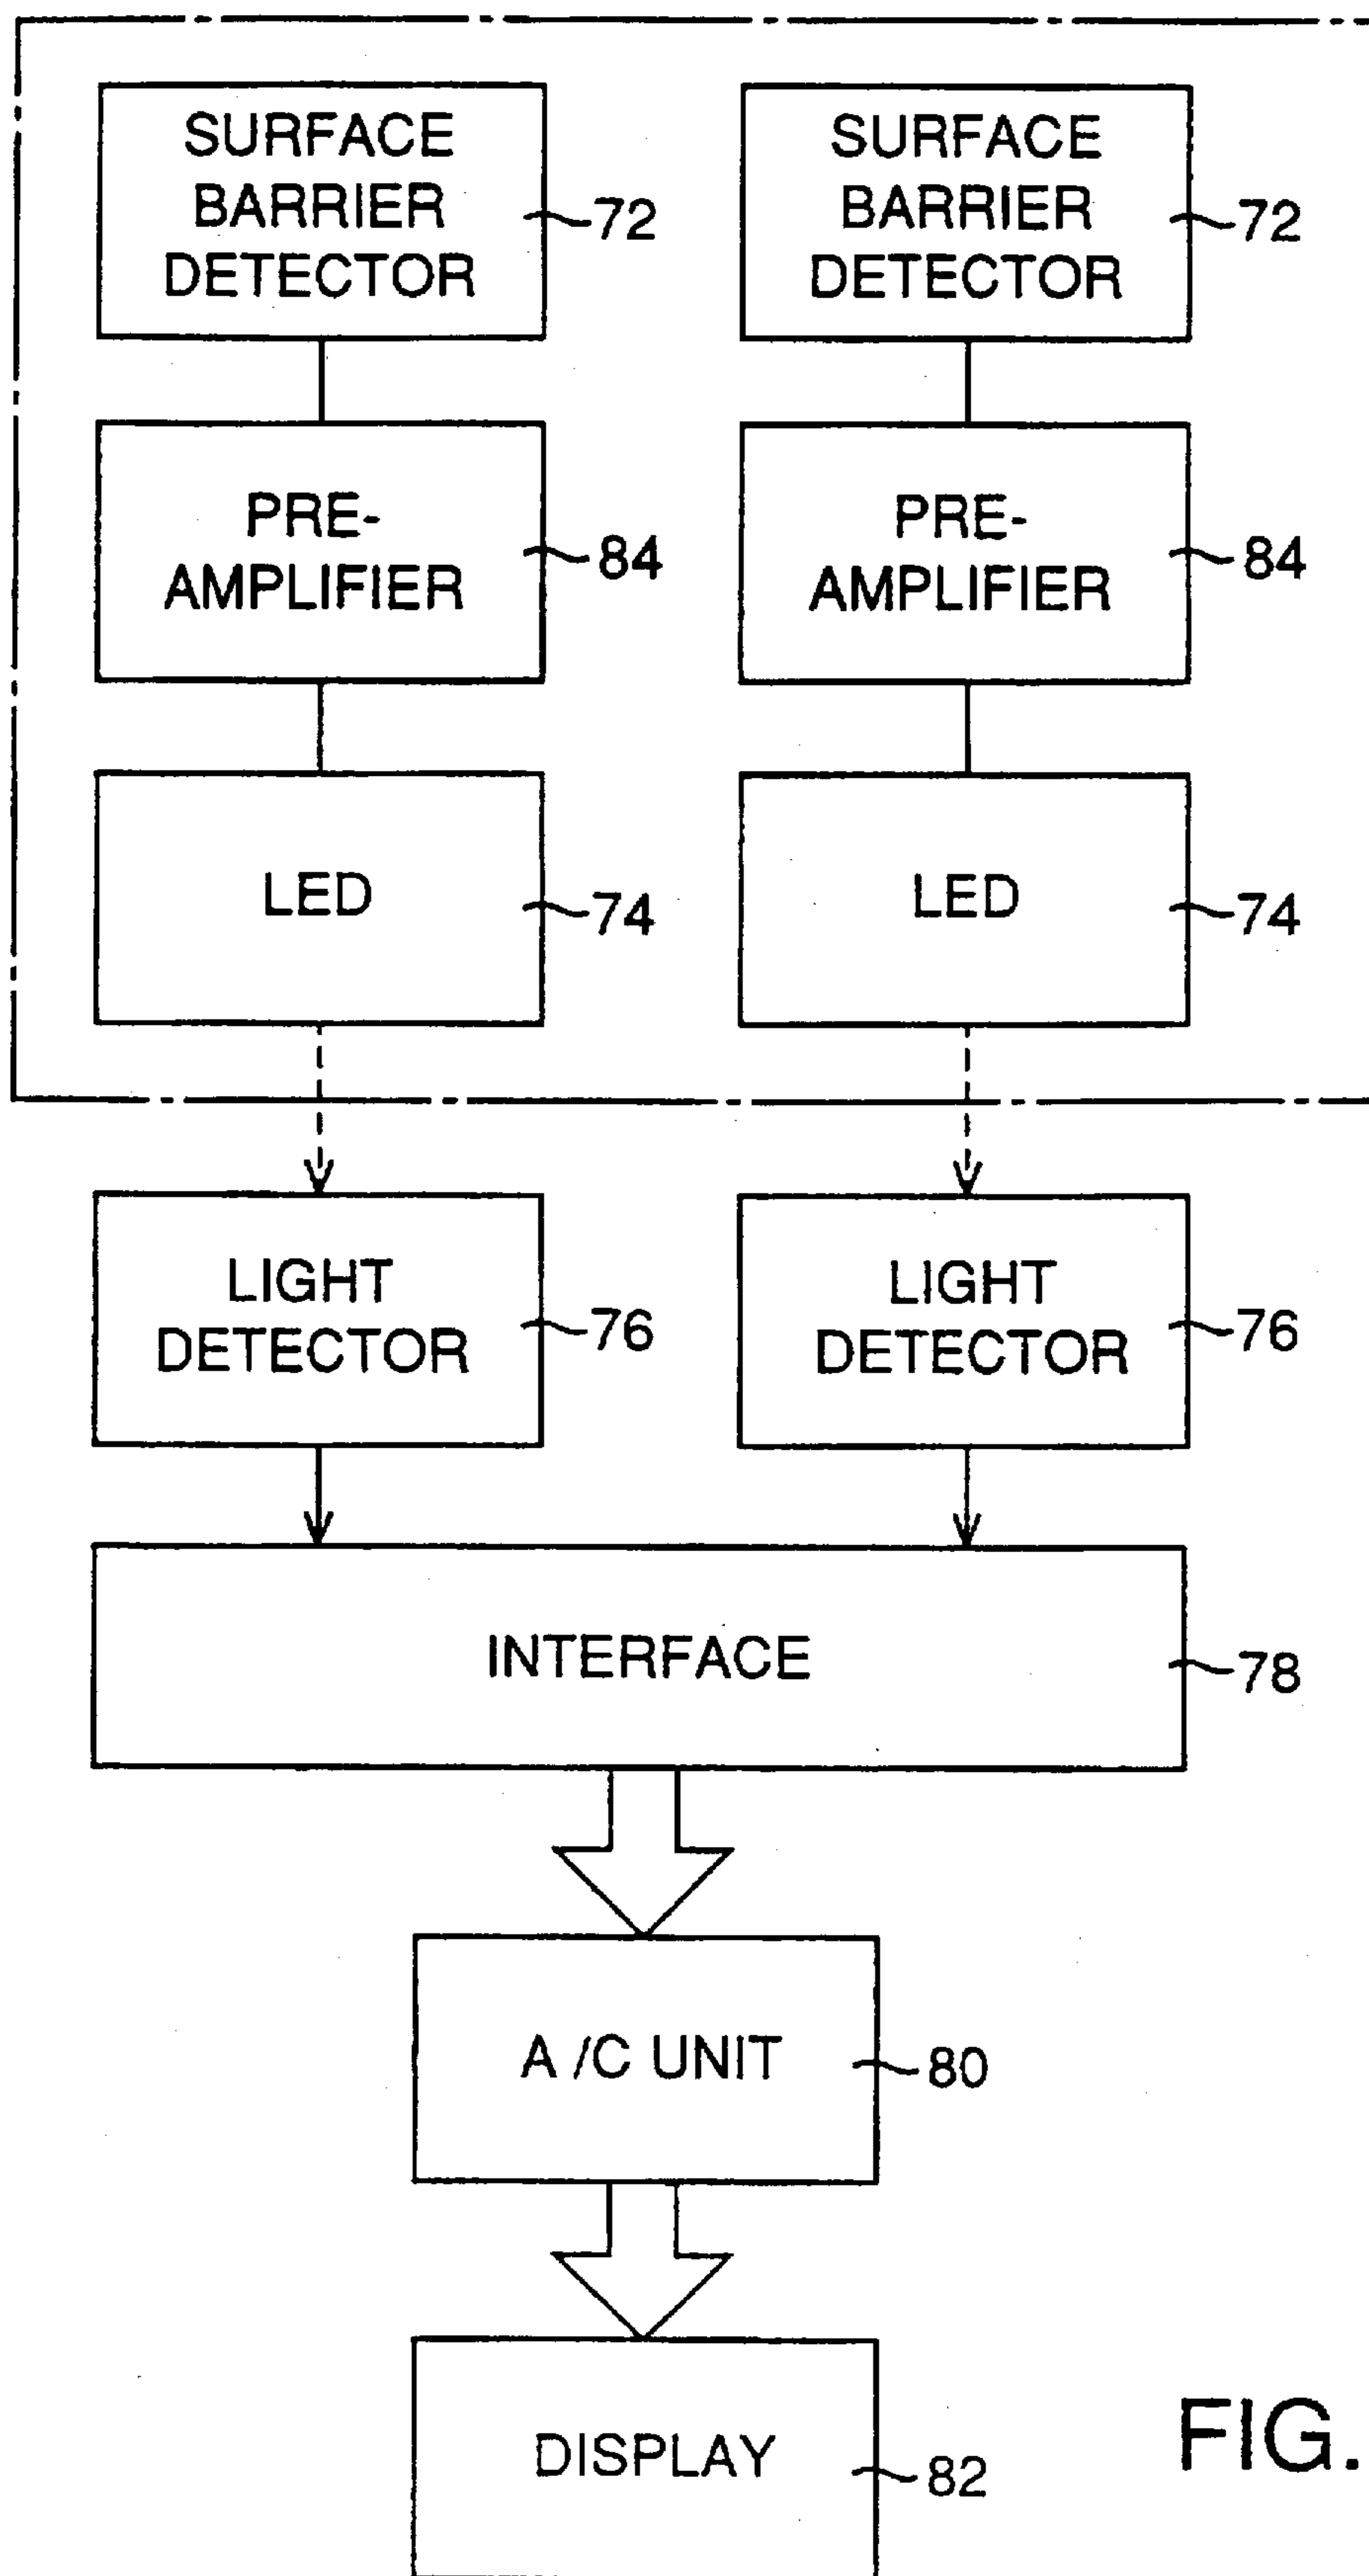 SURFACE
BARRIER
DETECTOR
72
SURFACE
BARRIER
DETECTOR
72
PRE-
AMPLIFIER
84
PRE-
AMPLIFIER
84
LED
74
LED
74
LIGHT
DETECTOR
76
LIGHT
DETECTOR
76
INTERFACE
78
A /C UNIT
80
DISPLAY
82
FIG.